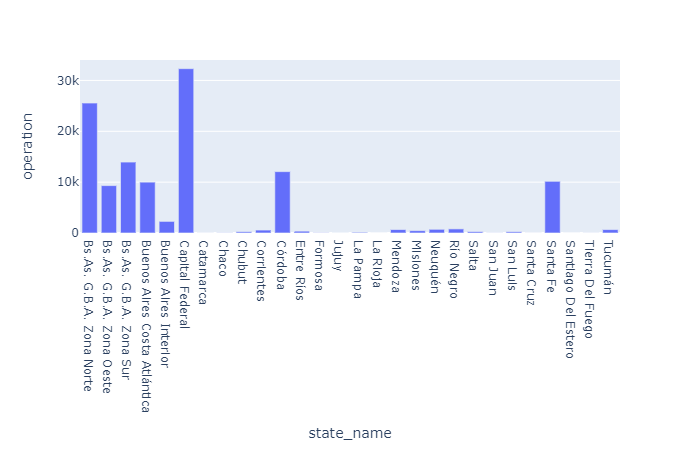 30k
20k
10k
0
operation
Bs.As. G.B.A. Zona Norte
Bs.As. G.B.A. Zona Oeste
Bs.As. G.B.A. Zona Sur
Buenos Aires Costa Atlántica
Buenos Aires Interior
Capital Federal
Catamarca
Chaco
Chubut
Corrientes
Córdoba
Entre Ríos
Formosa
Jujuy
La Pampa
La Rioja
Mendoza
Misiones
Neuquén
Río Negro
Salta
San Juan
San Luis
Santa Cruz
Santa Fe
Santiago Del Estero
Tierra Del Fuego
Tucumán
state_name